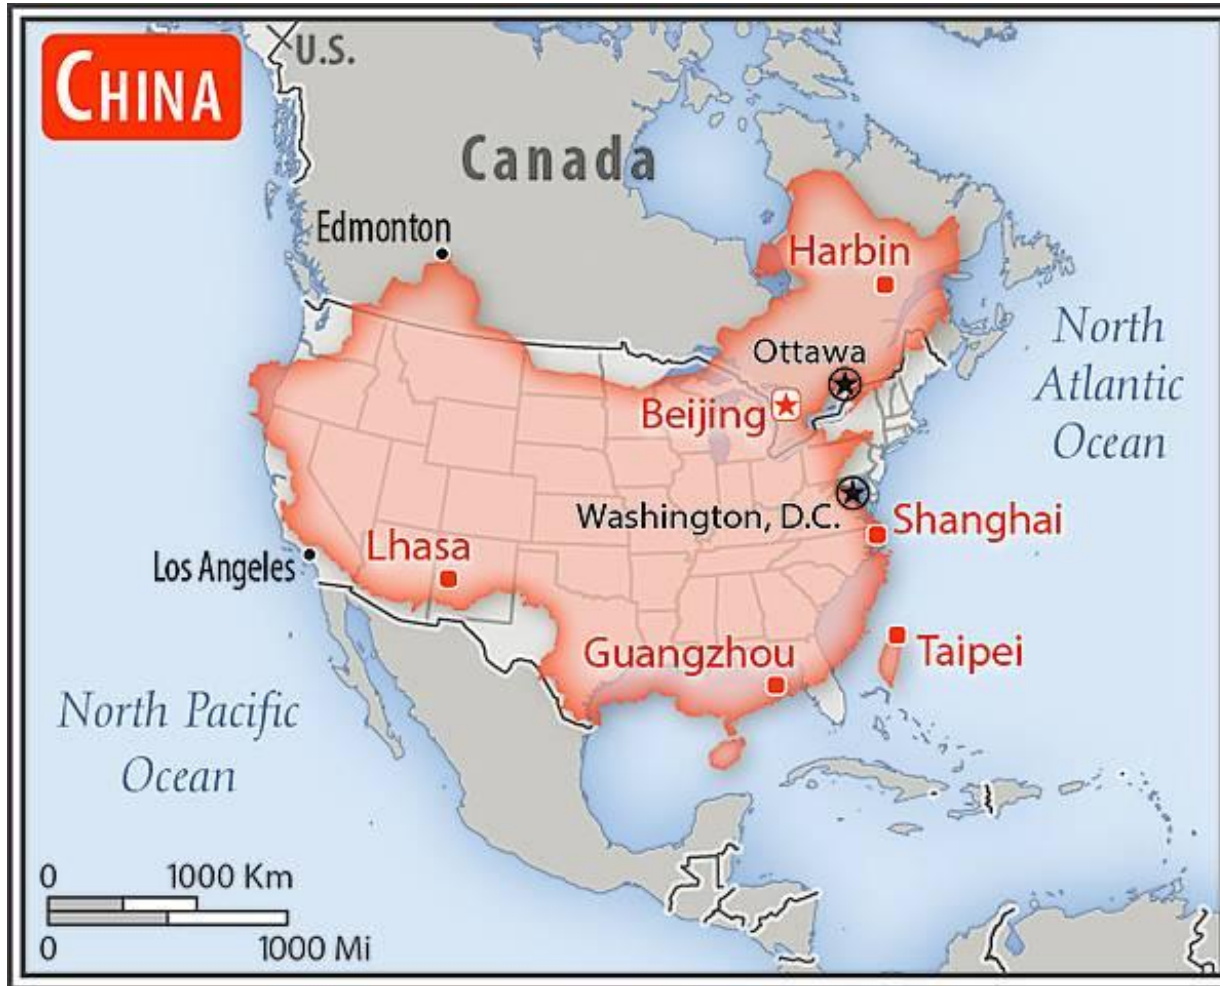 CHINA
U.S.
Canada
Edmonton
Harbin
North
Atlantic
Ocean
Ottawa
Beijing
Washington, D.C.
Shanghai
Los Angeles
Lhasa
Guangzhou
Taipei
North Pacific
Ocean
0 1000 Km
0 1000 Mi